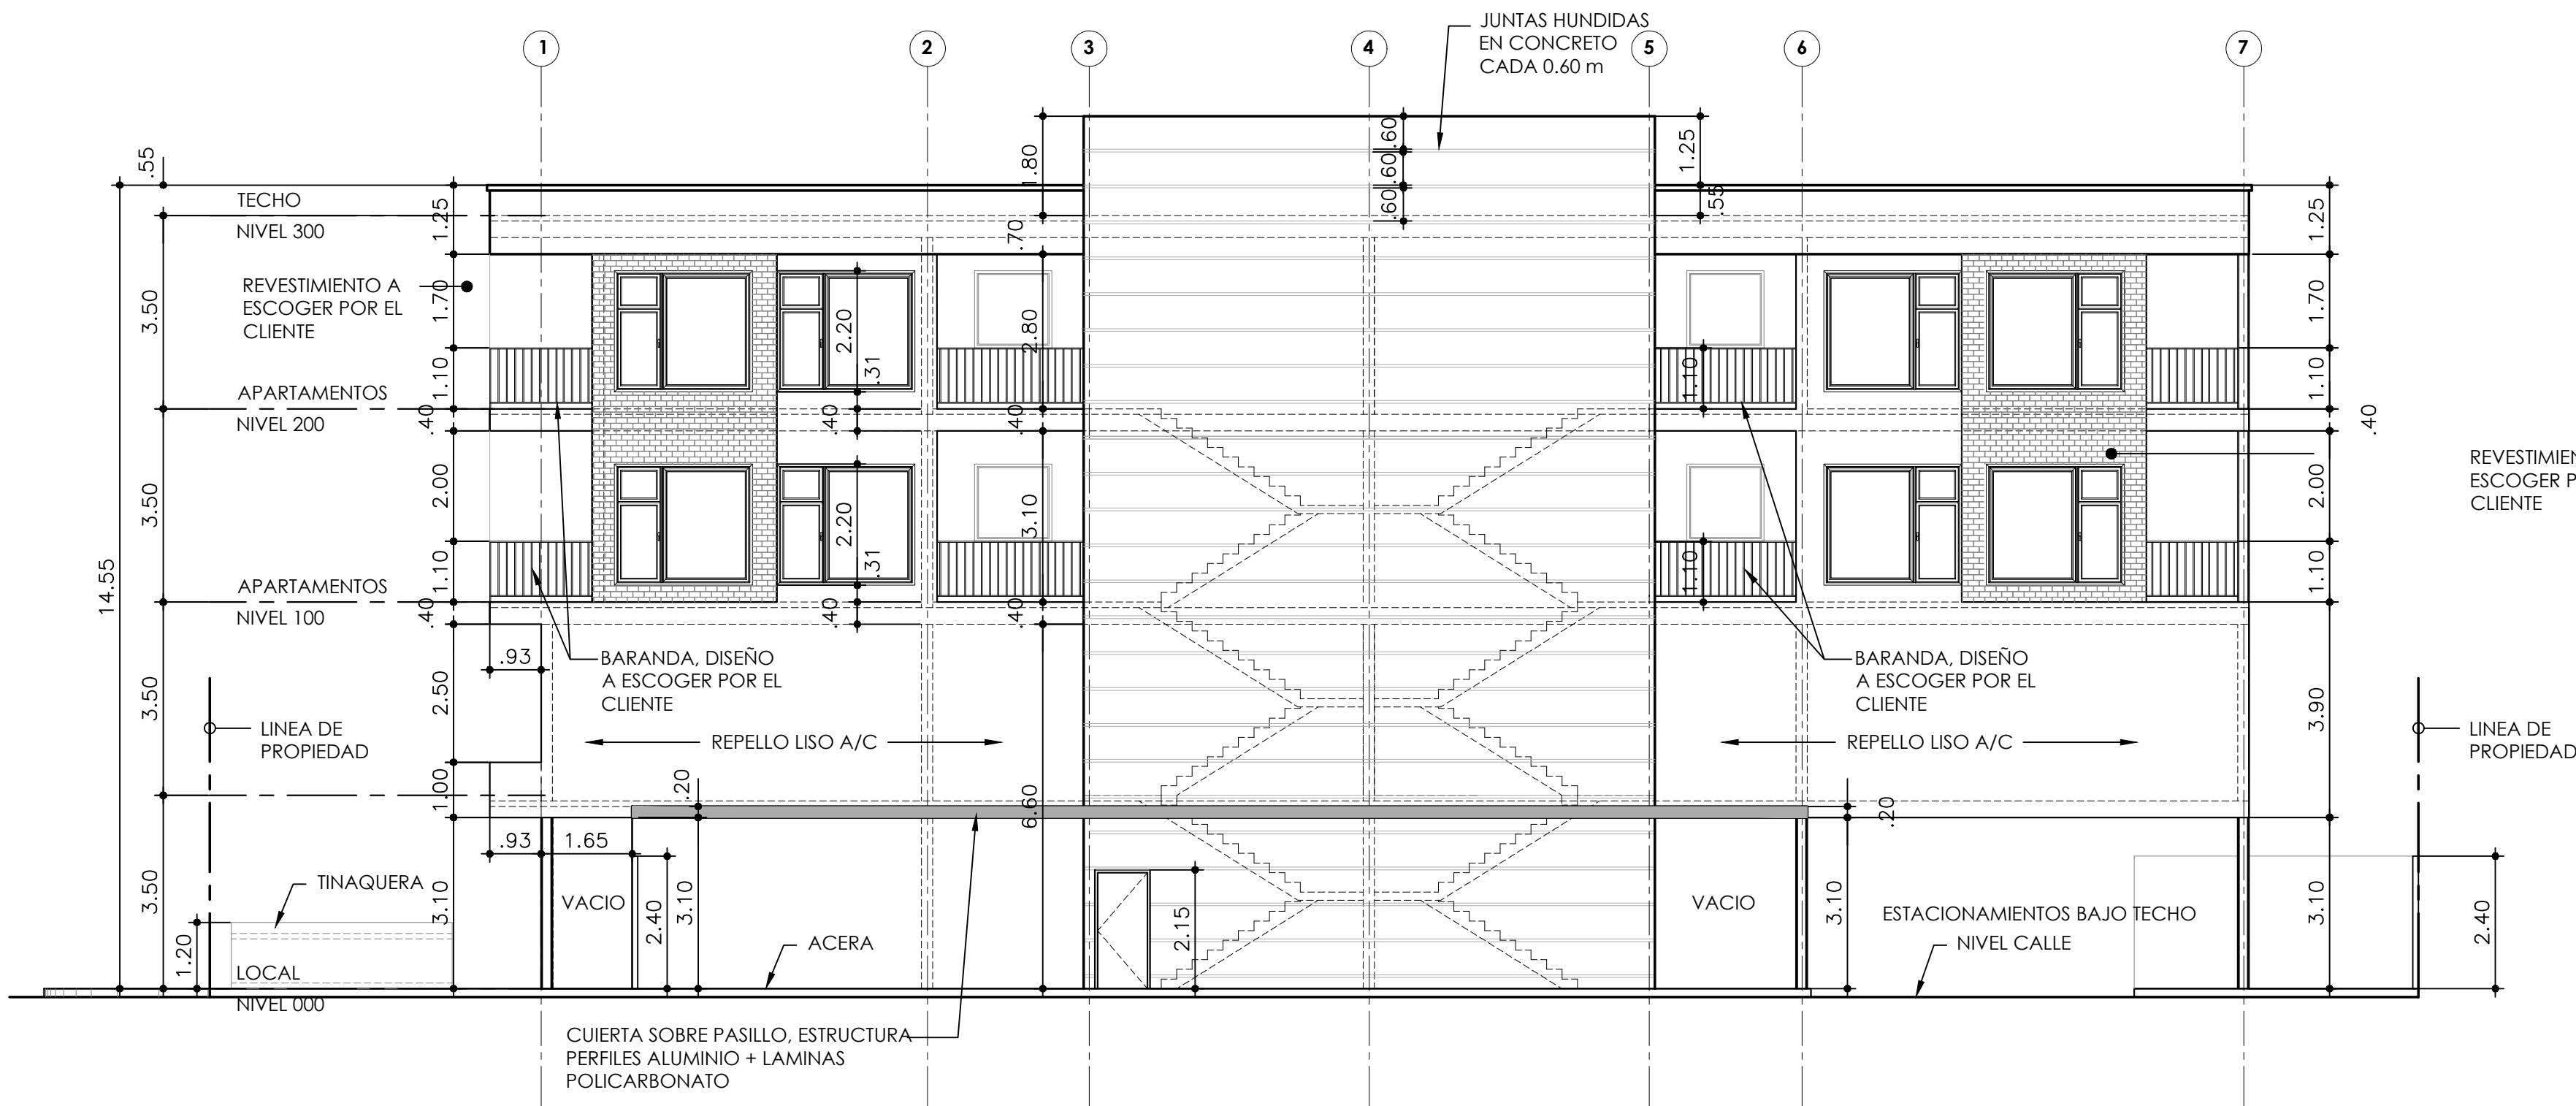 1
2
3
4
5
6
7
JUNTAS HUNDIDAS
EN CONCRETO
CADA 0.60 m
.55
TECHO
NIVEL 300
1.25
1.80
.70
.60
.60
.60
1.25
.55
1.25
REVESTIMIENTO A
ESCOGER POR EL
CLIENTE
3.50
1.70
1.10
2.20
.31
2.80
1.10
1.70
1.10
APARTAMENTOS
NIVEL 200
.40
.40
.40
.40
3.50
2.00
1.10
2.20
.31
3.10
1.10
2.00
1.10
REVESTIMIEN
ESCOGER P
CLIENTE
14.55
APARTAMENTOS
NIVEL 100
.40
.40
.40
.93
BARANDA, DISEÑO
A ESCOGER POR EL
CLIENTE
BARANDA, DISEÑO
A ESCOGER POR EL
CLIENTE
3.50
2.50
3.90
LINEA DE
PROPIEDAD
REPELLO LISO A/C
REPELLO LISO A/C
LINEA DE
PROPIEDAD
1.00
.20
6.60
.20
.93
1.65
TINAQUERA
3.50
3.10
VACIO
2.40
3.10
2.15
VACIO
3.10
ESTACIONAMIENTOS BAJO TECHO
3.10
2.40
1.20
ACERA
NIVEL CALLE
LOCAL
NIVEL 000
CUIERTA SOBRE PASILLO, ESTRUCTURA
PERFILES ALUMINIO + LAMINAS
POLICARBONATO